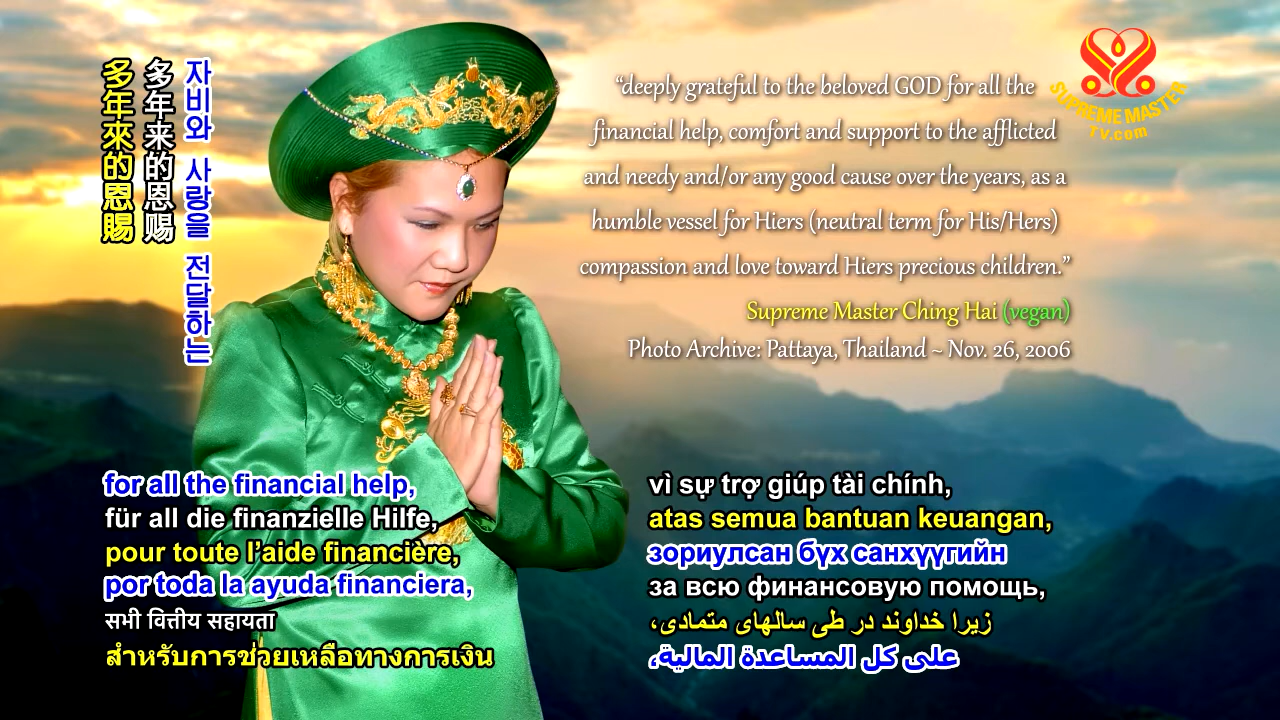 多年來的恩賜
多年来的恩赐
자비와 사랑을 전달하는
“deeply grateful to the beloved GOD for all the
financial help, comfort and support to the afflicted
and needy and/or any good cause over the years, as a
humble vessel for Hiers (neutral term for His/Hers)
compassion and love toward Hiers precious children.”
Supreme Master Ching Hai (vegan)
Photo Archive: Pattaya, Thailand ~ Nov. 26, 2006
SUPREME MASTER
TV.com
for all the financial help,
für all die finanzielle Hilfe,
pour toute l’aide financière,
por toda la ayuda financiera,
सभी वित्तीय सहायता
สำหรับการช่วยเหลือทางการเงิน
vì sự trợ giúp tài chính,
atas semua bantuan keuangan,
зориулсан бүх санхүүгийн
за всю финансовую помощь,
زیرا خداوند در طی سالهای متمادی،
على كل المساعدة المالية،